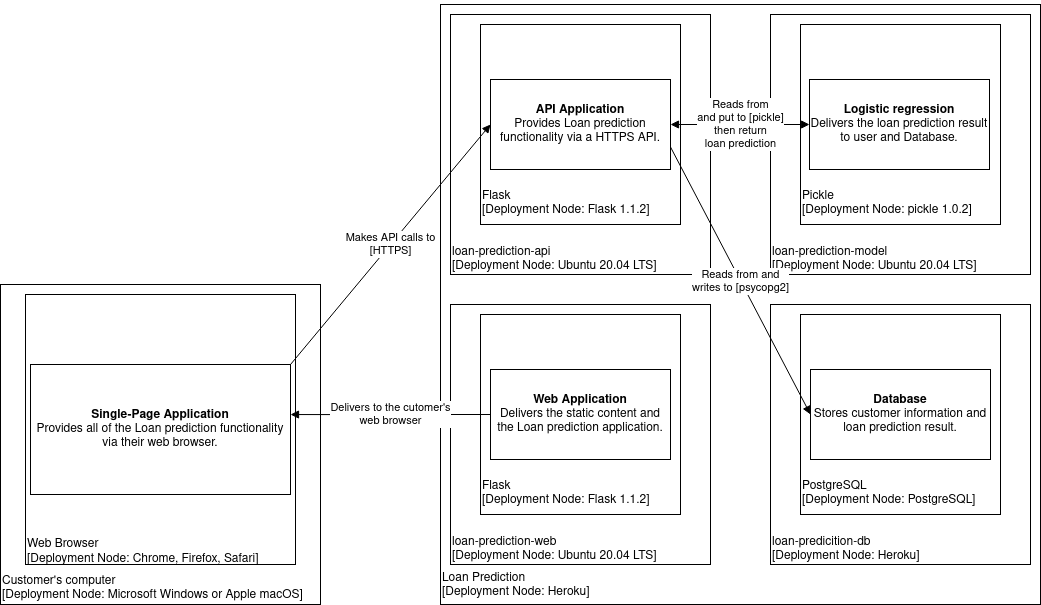 API Application
Provides Loan prediction
functionality via a HTTPS API.
Flask
[Deployment Node: Flask 1.1.2]
loan-prediction-api
[Deployment Node: Ubuntu 20.04 LTS]
Reads from
and put to [pickle]
then return
loan prediction
Logistic regression
Delivers the loan prediction result
to user and Database.
Pickle
[Deployment Node: pickle 1.0.2]
loan-prediction-model
[Deployment Node: Ubuntu 20.04 LTS]
Makes API calls to
[HTTPS]
Reads from and
writes to [psycopg2]
Single-Page Application
Provides all of the Loan prediction functionality
via their web browser.
Web Browser
[Deployment Node: Chrome, Firefox, Safari]
Customer's computer
[Deployment Node: Microsoft Windows or Apple macOS]
Delivers to the cutomer's
web browser
Web Application
Delivers the static content and
the Loan prediction application.
Flask
[Deployment Node: Flask 1.1.2]
loan-prediction-web
[Deployment Node: Ubuntu 20.04 LTS]
Database
Stores customer information and
loan prediction result.
PostgreSQL
[Deployment Node: PostgreSQL]
loan-predicition-db
[Deployment Node: Heroku]
Loan Prediction
[Deployment Node: Heroku]